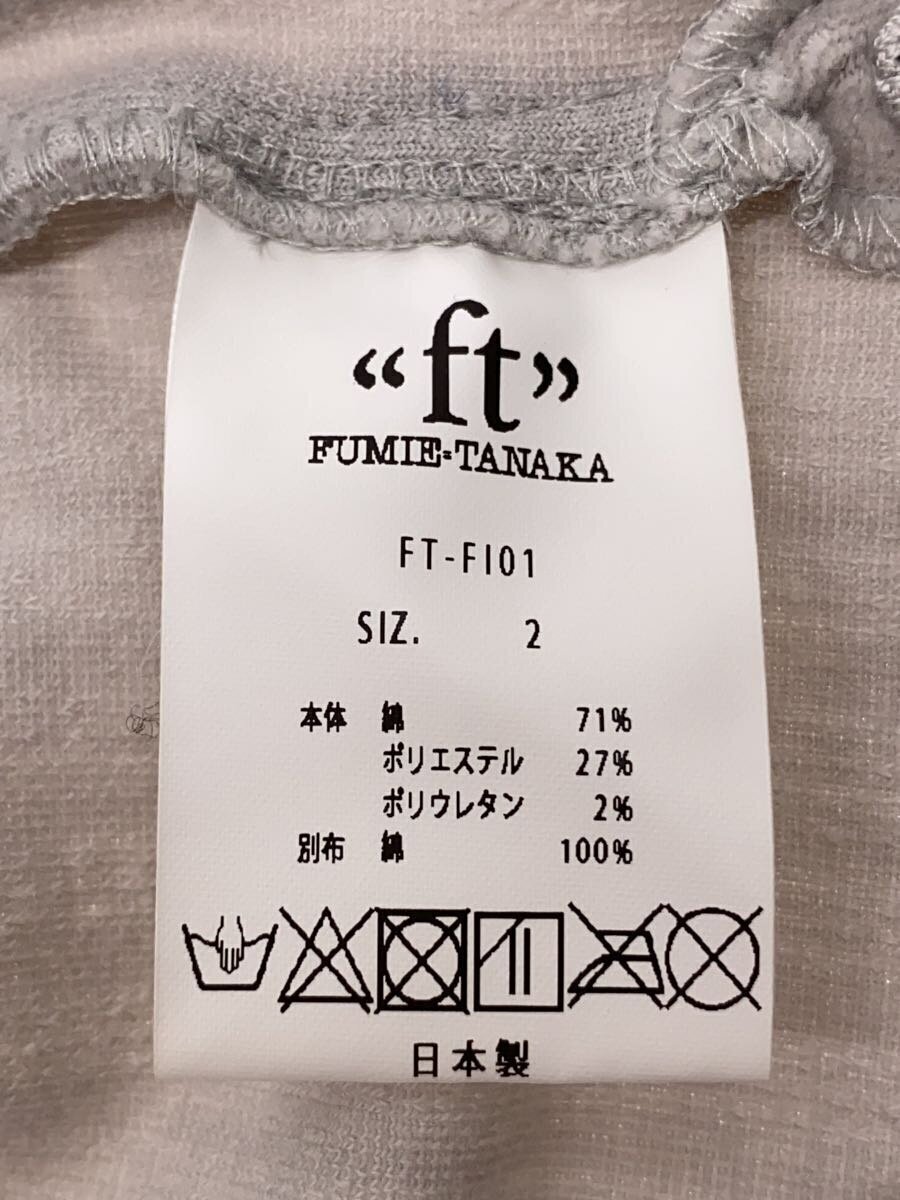 “ft”
FUMIE=TANAKA
FT-FI01
SIZ. 2
本体 綿 71%
ポリエステル 27%
ポリウレタン 2%
別布 綿 100%
日本製